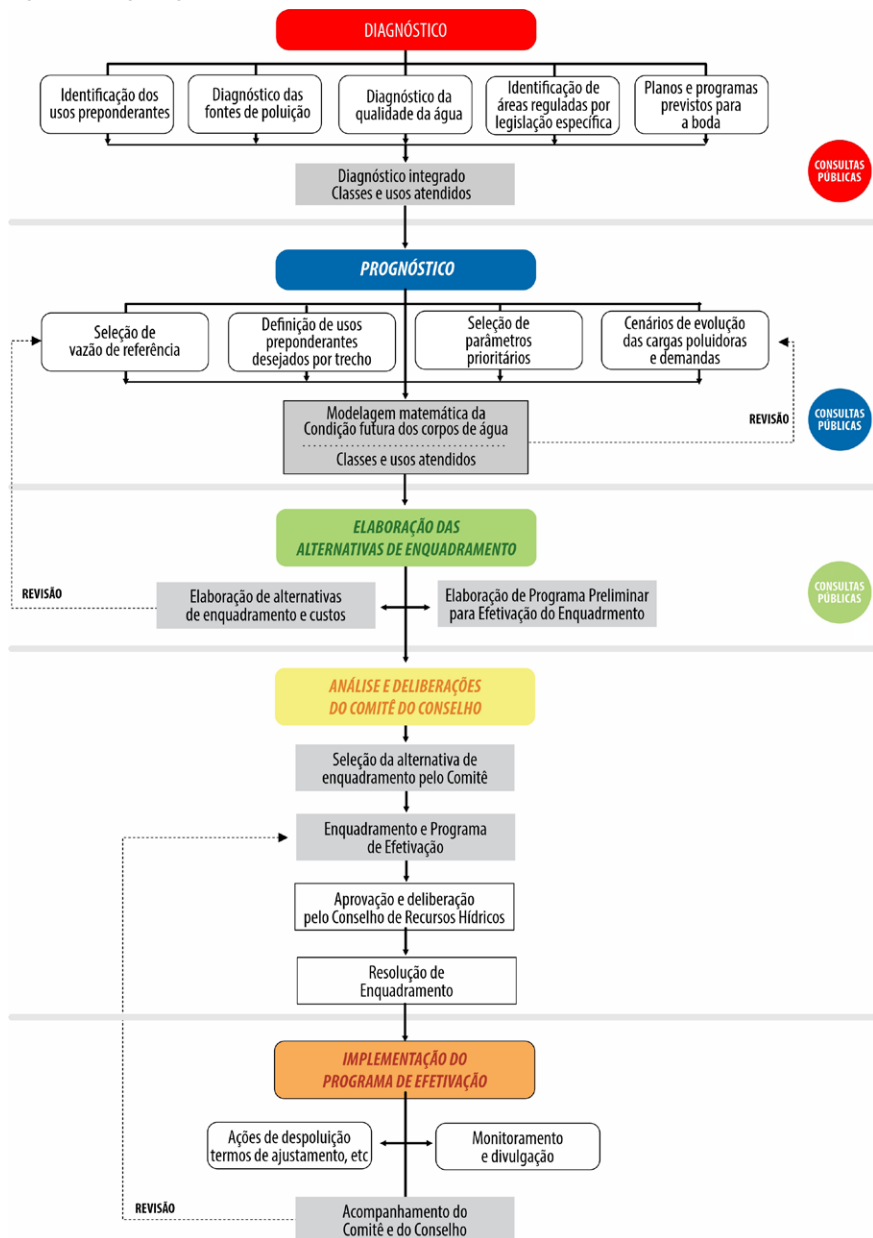 DIAGNÓSTICO
Identificação dos
usos preponderantes
Diagnóstico das
fontes de poluição
Diagnóstico da
qualidade da água
Identificação de
áreas reguladas por
legislação específica
Planos e programas
previstos para
a boda
CONSULTAS
PÚBLICAS
Diagnóstico integrado
Classes e usos atendidos
PROGNÓSTICO
Seleção de
vazão de referência
Definição de usos
preponderantes
desejados por trecho
Seleção de
parâmetros
prioritários
Cenários de evolução
das cargas poluidoras
e demandas
Modelagem matemática da
Condição futura dos corpos de água
Classes e usos atendidos
REVISÃO
CONSULTAS
PÚBLICAS
ELABORAÇÃO DAS
ALTERNATIVAS DE ENQUADRAMENTO
REVISÃO
Elaboração de alternativas
de enquadramento e custos
Elaboração de Programa Preliminar
para Efetivação do Enquadrmento
CONSULTAS
PÚBLICAS
ANÁLISE E DELIBERAÇÕES
DO COMITÊ DO CONSELHO
Seleção da alternativa de
enquadramento pelo Comitê
Enquadramento e Programa
de Efetivação
Aprovação e deliberação
pelo Conselho de Recursos Hídricos
Resolução de
Enquadramento
IMPLEMENTAÇÃO DO
PROGRAMA DE EFETIVAÇÃO
Ações de despoluição
termos de ajustamento, etc
Monitoramento
e divulgação
REVISÃO
Acompanhamento do
Comitê e do Conselho